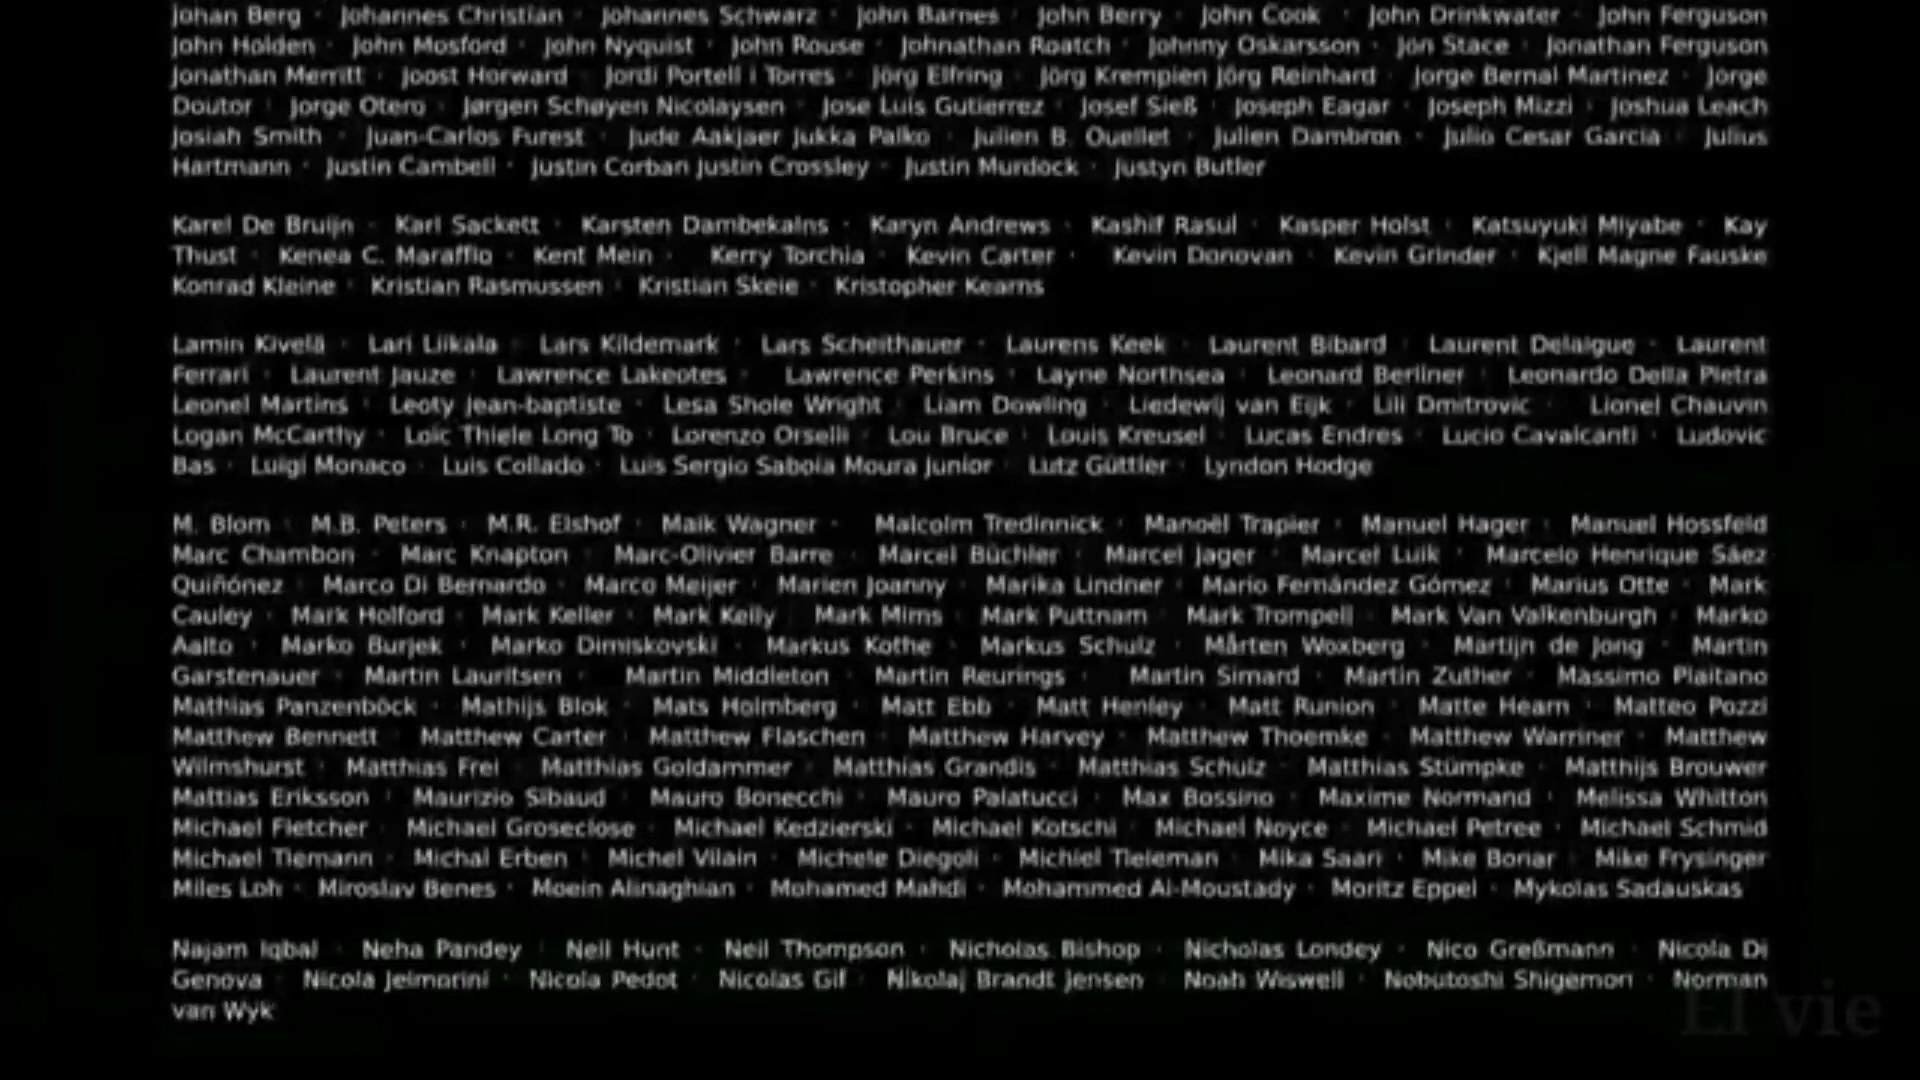 Johan Berg · Johannes Christian · Johannes Schwarz · John Barnes · John Berry · John Cook · John Drinkwater · John Ferguson
John Holden · John Mosford · John Nyquist · John Rouse · Johnathan Roatch · Johnny Oskarsson · Jon Stace · Jonathan Ferguson
Jonathan Merritt · Joost Horward · Jordi Portell i Torres · Jörg Elfring · Jörg Krempien Jörg Reinhard · Jorge Bernal Martinez · Jorge
Doutor · Jorge Otero · Jørgen Schøyen Nicolaysen · Jose Luis Gutierrez · Josef Sieß · Joseph Eagar · Joseph Mizzi · Joshua Leach
Josiah Smith · Juan-Carlos Furest · Jude Aakjaer Jukka Palko · Julien B. Ouellet · Julien Dambron · Julio Cesar Garcia · Julius
Hartmann · Justin Cambell · Justin Corban Justin Crossley · Justin Murdock · Justyn Butler
Karel De Bruijn · Karl Sackett · Karsten Dambekalns · Karyn Andrews · Kashif Rasul · Kasper Holst · Katsuyuki Miyabe · Kay
Thust · Kenea C. Maraffio · Kent Mein · Kerry Torchia · Kevin Carter · Kevin Donovan · Kevin Grinder · Kjell Magne Fauske
Konrad Kleine · Kristian Rasmussen · Kristian Skeie · Kristopher Kearns
Lamin Kivelä · Lari Liikala · Lars Kildemark · Lars Scheithauer · Laurens Keek · Laurent Bibard · Laurent Delaigue · Laurent
Ferrari · Laurent Jauze · Lawrence Lakeotes · Lawrence Perkins · Layne Northsea · Leonard Berliner · Leonardo Della Pietra
Leonel Martins · Leoty Jean-baptiste · Lesa Shole Wright · Liam Dowling · Liedewij van Eijk · Lili Dmitrovic · Lionel Chauvin
Logan McCarthy · Loïc Thiele Long To · Lorenzo Orselli · Lou Bruce · Louis Kreusel · Lucas Endres · Lucio Cavalcanti · Ludovic
Bas · Luigi Monaco · Luis Collado · Luis Sergio Saboia Moura Junior · Lutz Güttler · Lyndon Hodge
M. Blom · M.B. Peters · M.R. Elshof · Maik Wagner · Malcolm Tredinnick · Manoël Trapier · Manuel Hager · Manuel Hossfeld
Marc Chambon · Marc Knapton · Marc-Olivier Barre · Marcel Büchler · Marcel Jager · Marcel Luik · Marcelo Henrique Sáez
Quiñónez · Marco Di Bernardo · Marco Meijer · Marien Joanny · Marika Lindner · Mario Fernández Gómez · Marius Otte · Mark
Cauley · Mark Holford · Mark Keller · Mark Kelly · Mark Mims · Mark Puttnam · Mark Trompell · Mark Van Valkenburgh · Marko
Aalto · Marko Burjek · Marko Dimiskovski · Markus Kothe · Markus Schulz · Mårten Woxberg · Martijn de Jong · Martin
Garstenauer · Martin Lauritsen · Martin Middleton · Martin Reurings · Martin Simard · Martin Zuther · Massimo Plaitano
Mathias Panzenböck · Mathijs Blok · Mats Holmberg · Matt Ebb · Matt Henley · Matt Runion · Matte Hearn · Matteo Pozzi
Matthew Bennett · Matthew Carter · Matthew Flaschen · Matthew Harvey · Matthew Thoemke · Matthew Warriner · Matthew
Wilmshurst · Matthias Frei · Matthias Goldammer · Matthias Grandis · Matthias Schulz · Matthias Stümpke · Matthijs Brouwer
Mattias Eriksson · Maurizio Sibaud · Mauro Bonecchi · Mauro Palatucci · Max Bossino · Maxime Normand · Melissa Whitton
Michael Fletcher · Michael Groseclose · Michael Kedzierski · Michael Kotschi · Michael Noyce · Michael Petree · Michael Schmid
Michael Tiemann · Michal Erben · Michel Vilain · Michele Diegoli · Michiel Tieleman · Mika Saari · Mike Bonar · Mike Frysinger
Miles Loh · Miroslav Benes · Moein Alinaghian · Mohamed Mahdi · Mohammed Al-Moustady · Moritz Eppel · Mykolas Sadauskas
Najam Iqbal · Neha Pandey · Neil Hunt · Neil Thompson · Nicholas Bishop · Nicholas Londey · Nico Greßmann · Nicola Di
Genova · Nicola Jelmorini · Nicola Pedot · Nicolas Gif · Nikolaj Brandt Jensen · Noah Wiswell · Nobutoshi Shigemori · Norman
van Wyk
El vie